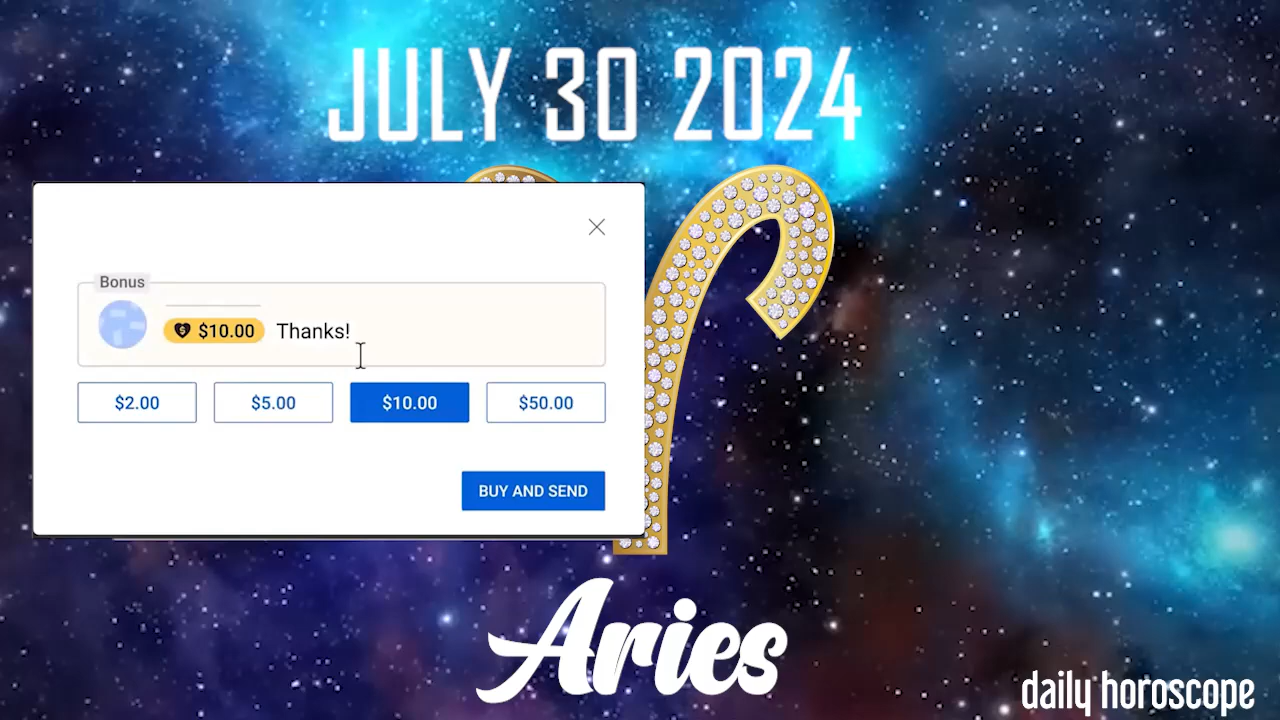 JULY 30 2024
Bonus
$10.00 Thanks!
$2.00 $5.00 $10.00 $50.00
BUY AND SEND
Aries
daily horoscope